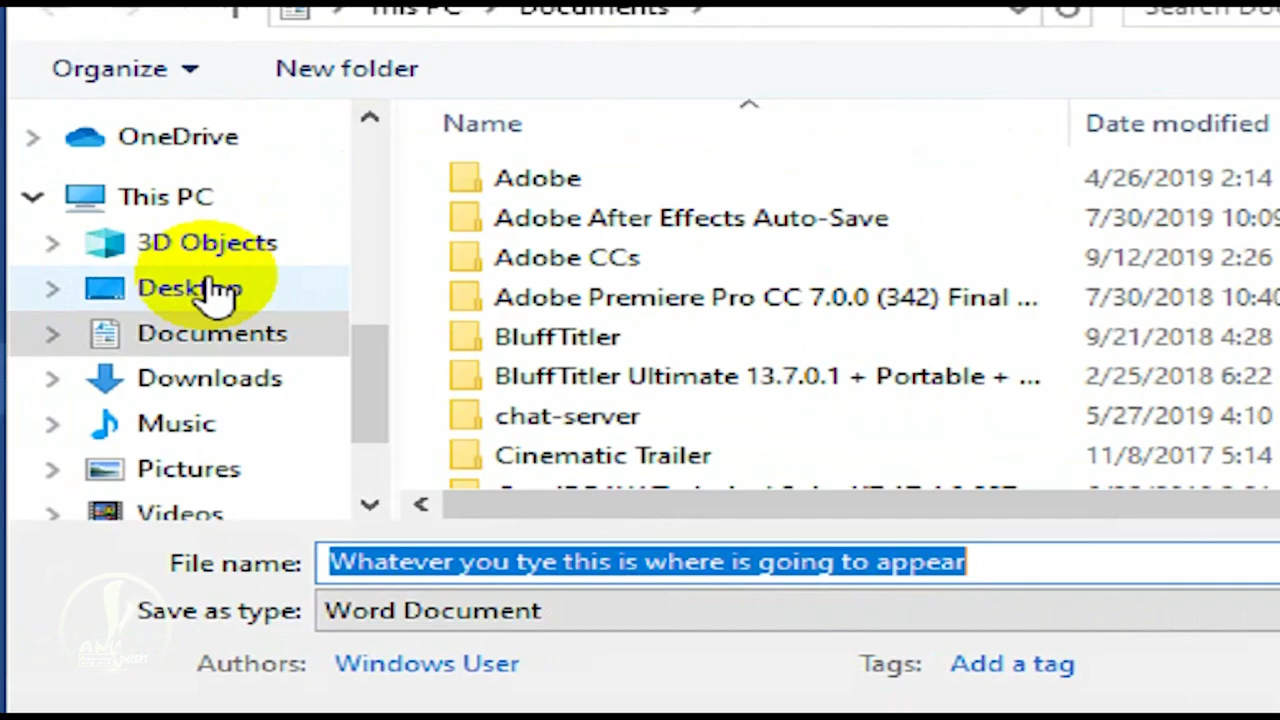 This PC Documents Search Doc
Organize New folder
OneDrive
This PC
3D Objects
Desktop
Documents
Downloads
Music
Pictures
Videos
Name Date modified
Adobe 4/26/2019 2:14
Adobe After Effects Auto-Save 7/30/2019 10:09
Adobe CCs 9/12/2019 2:26
Adobe Premiere Pro CC 7.0.0 (342) Final ... 7/30/2018 10:40
BluffTitler 9/21/2018 4:28
BluffTitler Ultimate 13.7.0.1 + Portable + ... 2/25/2018 6:22
chat-server 5/27/2019 4:10
Cinematic Trailer 11/8/2017 5:14
File name: Whatever you tye this is where is going to appear
Save as type: Word Document
Authors: Windows User Tags: Add a tag